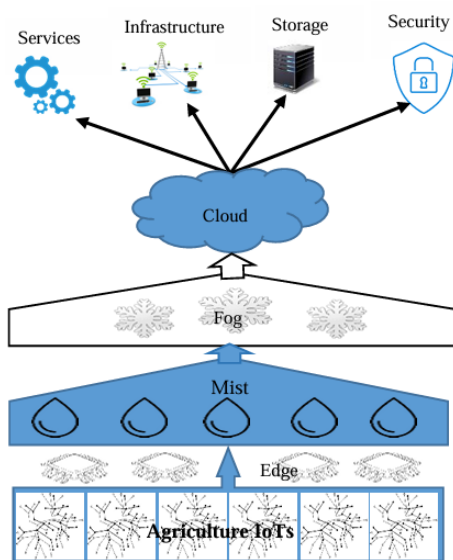 Services
Infrastructure
Storage
Security
Cloud
Fog
Mist
Edge
Agriculture IoTs